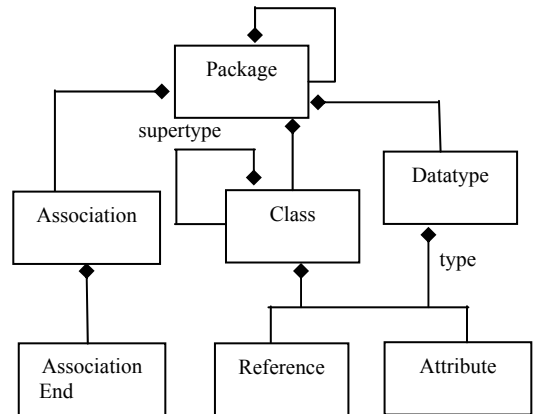 Package
supertype
Association
Class
Datatype
type
Association
End
Reference
Attribute